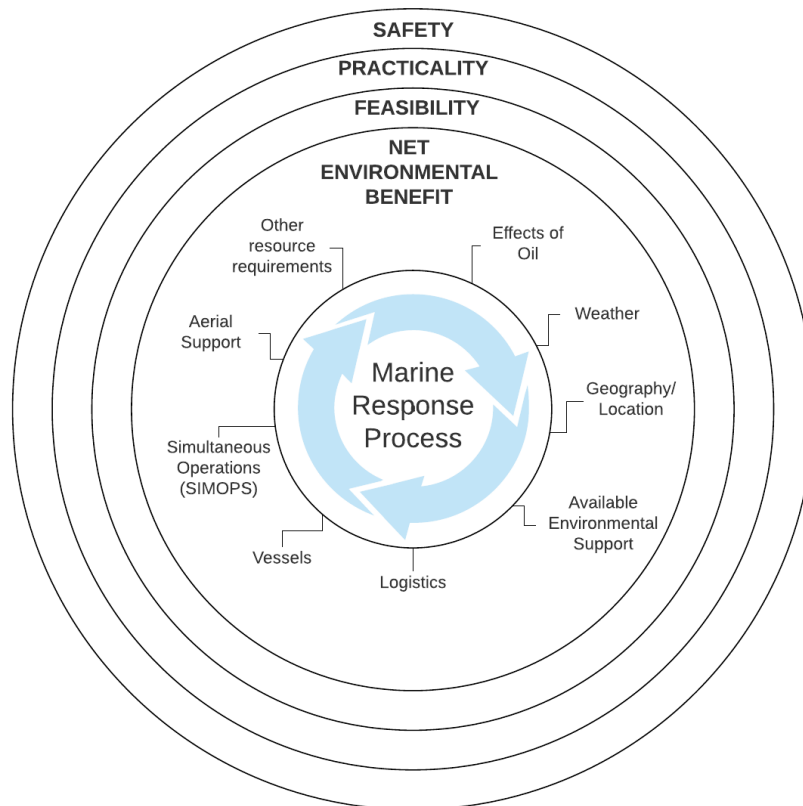 SAFETY
PRACTICALITY
FEASIBILITY
NET
ENVIRONMENTAL
BENEFIT
Other
resource
requirements
Effects of
Oil
Weather
Aerial
Support
Marine
Response
Process
Geography/
Location
Simultaneous
Operations
(SIMOPS)
Available
Environmental
Support
Vessels
Logistics